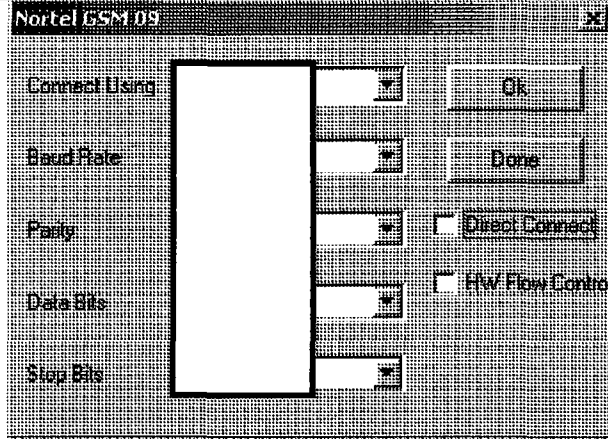 Nortel GSM 09
Connect Using
Ok
Baud Rate
Done
Parity
Direct Connect
HW Flow Contro
Data Bits
Stop Bits